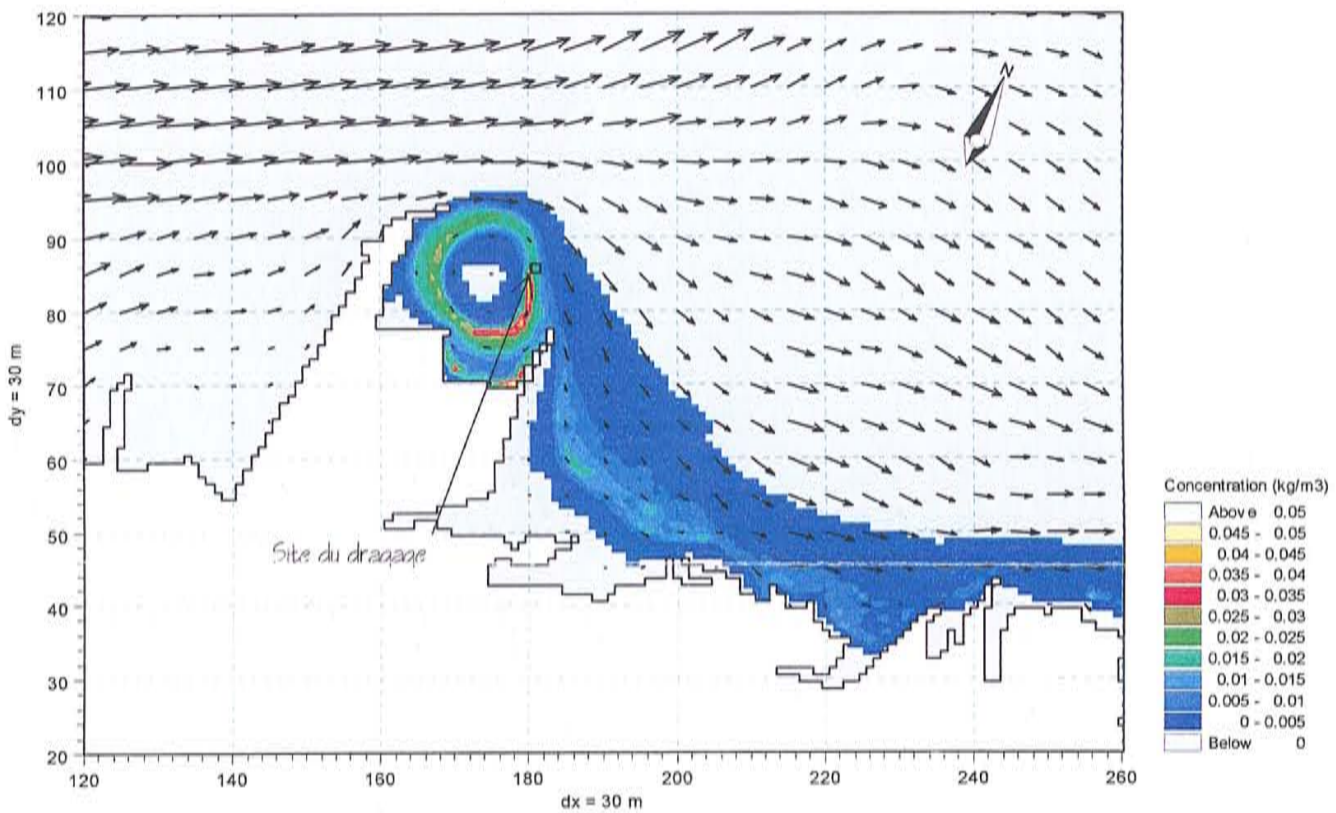 120
110
100
90
80
70
60
50
40
30
20
dy = 30 m
N
Site du dragage
120 140 160 180 200 220 240 260
dx = 30 m
Concentration (kg/m3)
Above 0.05
0.045 - 0.05
0.04 - 0.045
0.035 - 0.04
0.03 - 0.035
0.025 - 0.03
0.02 - 0.025
0.015 - 0.02
0.01 - 0.015
0.005 - 0.01
0 - 0.005
Below 0